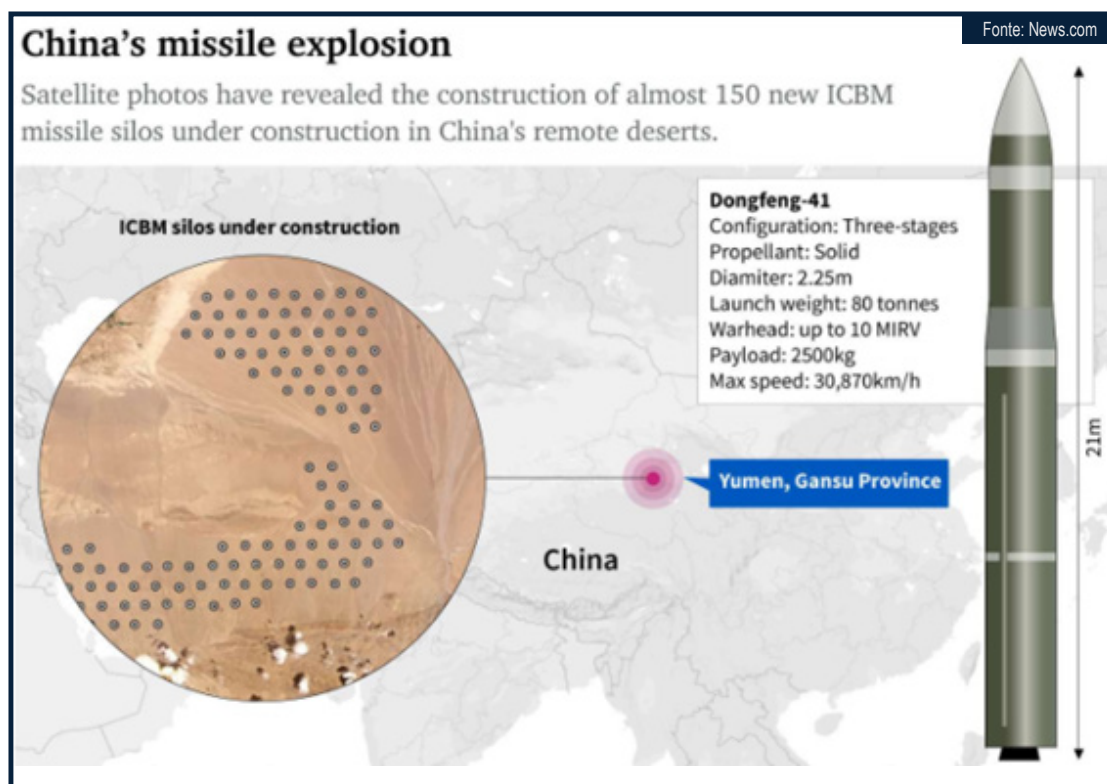 Fonte: News.com
China’s missile explosion
Satellite photos have revealed the construction of almost 150 new ICBM
missile silos under construction in China's remote deserts.
ICBM silos under construction
Dongfeng-41
Configuration: Three-stages
Propellant: Solid
Diamiter: 2.25m
Launch weight: 80 tonnes
Warhead: up to 10 MIRV
Payload: 2500kg
Max speed: 30,870km/h
21m
Yumen, Gansu Province
China